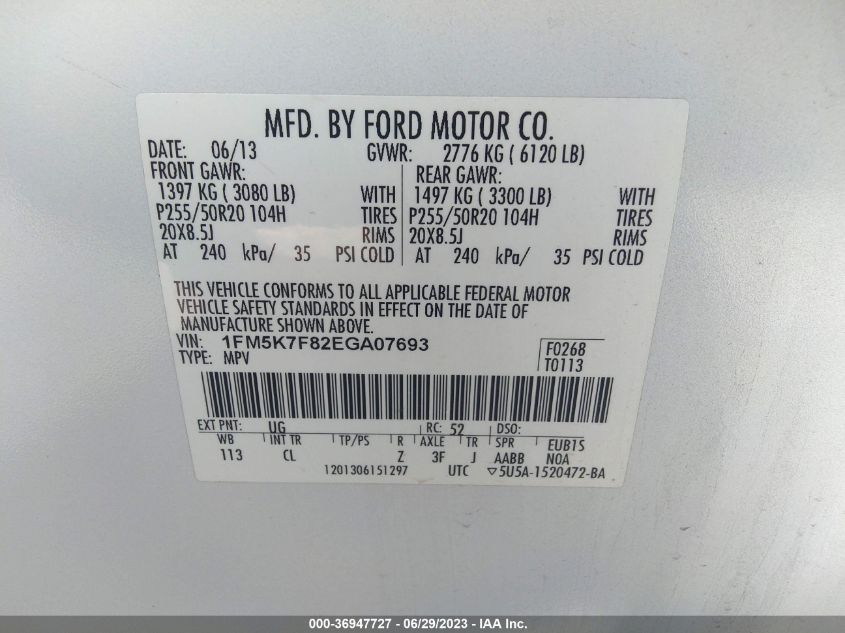 MFD. BY FORD MOTOR CO.
DATE: 06/13 GVWR: 2776 KG ( 6120 LB)
FRONT GAWR: REAR GAWR:
1397 KG ( 3080 LB) WITH 1497 KG ( 3300 LB) WITH
P255/50R20 104H TIRES P255/50R20 104H TIRES
20X8.5J RIMS 20X8.5J RIMS
AT 240 kPa/ 35 PSI COLD AT 240 kPa/ 35 PSI COLD
THIS VEHICLE CONFORMS TO ALL APPLICABLE FEDERAL MOTOR
VEHICLE SAFETY STANDARDS IN EFFECT ON THE DATE OF
MANUFACTURE SHOWN ABOVE.
VIN: 1FM5K7F82EGA07693 F0268
TYPE: MPV T0113
EXT PNT: UG RC: 52 DSO:
WB INT TR TP/PS R AXLE TR SPR EUB1S
113 CL Z 3F J AABB NOA
1201306151297 UTC ▽5U5A-1520472-BA
000-36947727 - 06/29/2023 - IAA Inc.